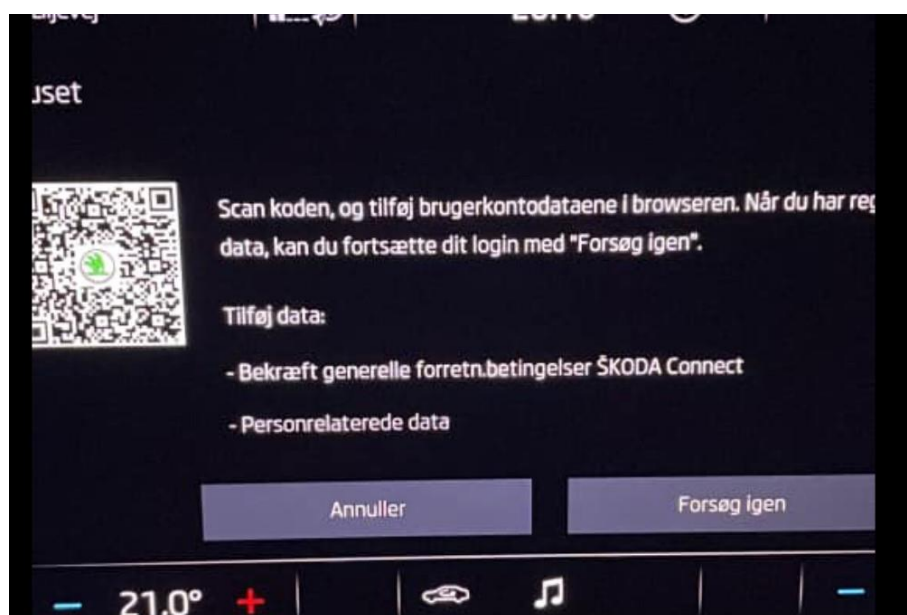 uset
Scan koden, og tilføj brugerkontodataene i browseren. Når du har reg
data, kan du fortsætte dit login med "Forsøg igen".
Tilføj data:
- Bekræft generelle forretn.betingelser ŠKODA Connect
- Personrelaterede data
Annuller
Forsøg igen
− 21.0° +
−